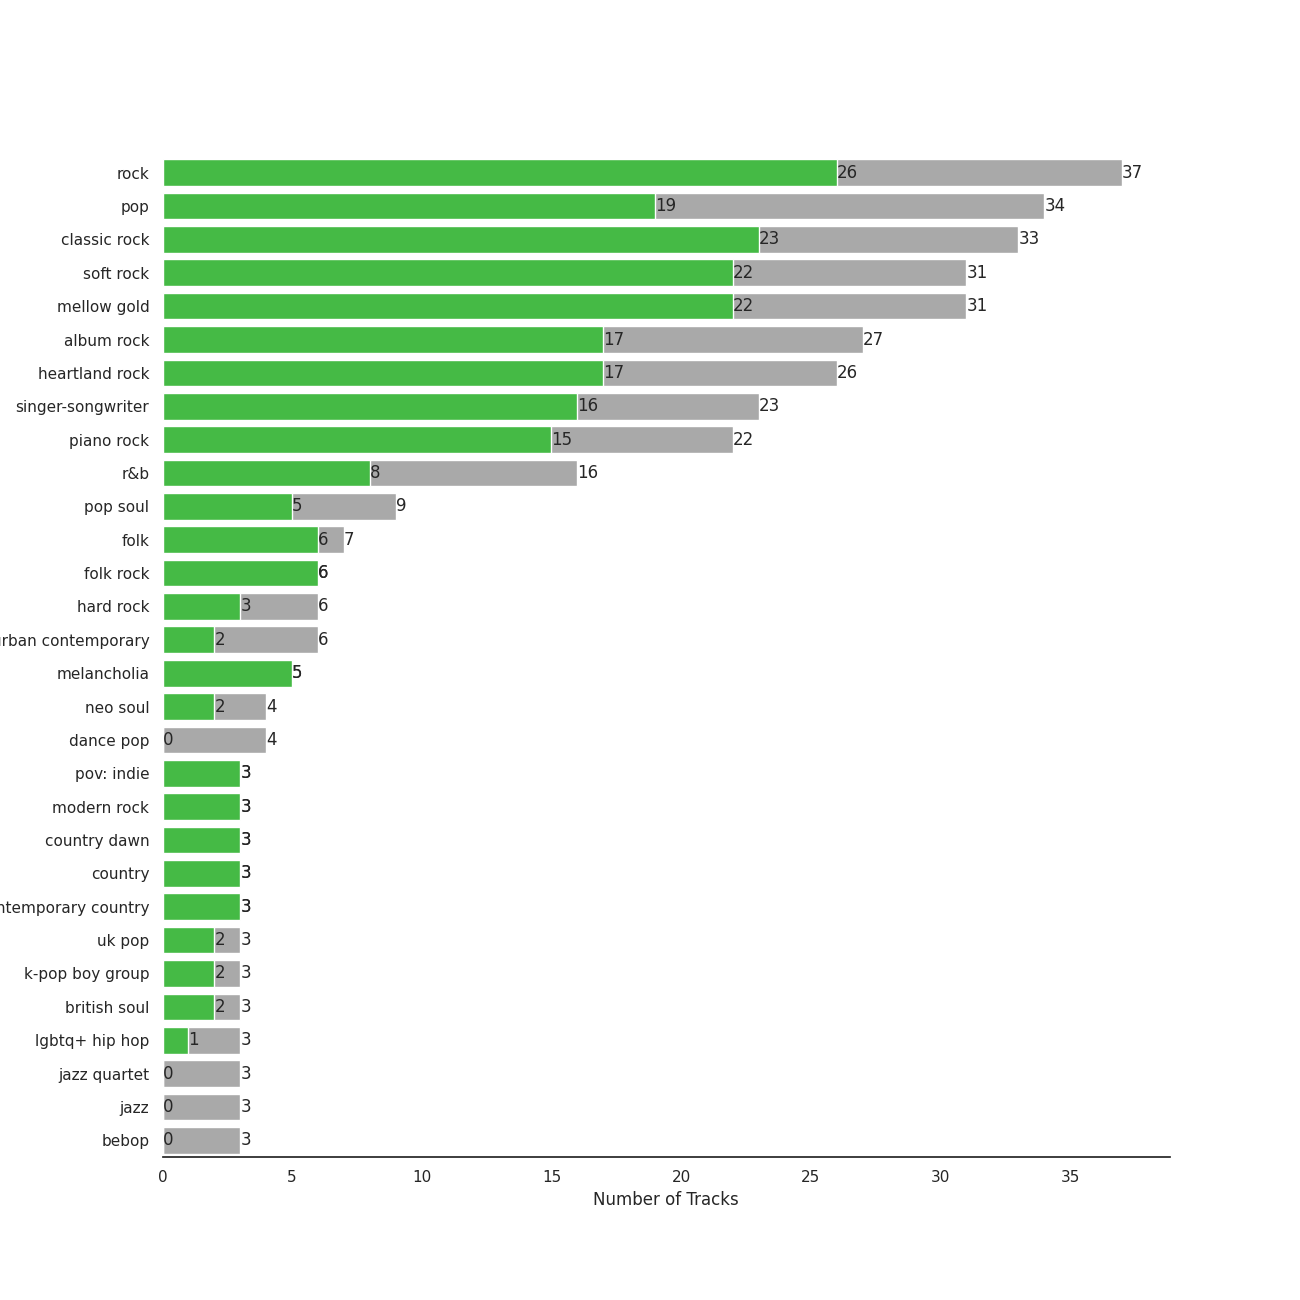 rock 26 37
pop 19 34
classic rock 23 33
soft rock 22 31
mellow gold 22 31
album rock 17 27
heartland rock 17 26
singer-songwriter 16 23
piano rock 15 22
r&b 8 16
pop soul 5 9
folk 6 7
folk rock 6
hard rock 3 6
rban contemporary 2 6
melancholia 5
neo soul 2 4
dance pop 0 4
pov: indie 3
modern rock 3
country dawn 3
country 3
ntemporary country 3
uk pop 2 3
k-pop boy group 2 3
british soul 2 3
lgbtq+ hip hop 1 3
jazz quartet 0 3
jazz 0 3
bebop 0 3
0 5 10 15 20 25 30 35
Number of Tracks